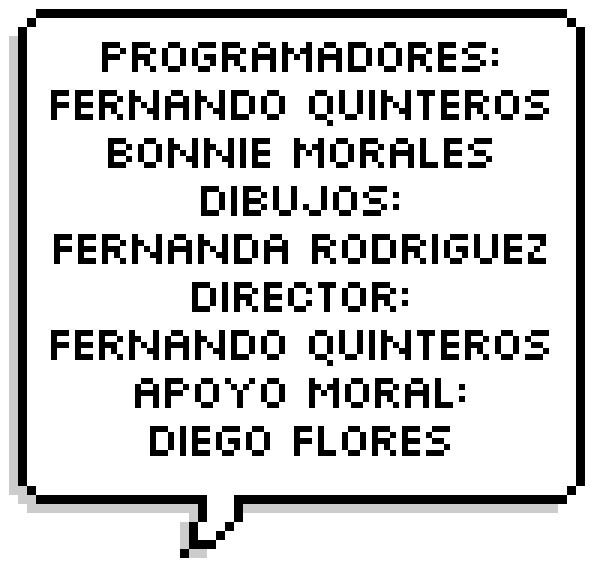 PROGRAMADORES:
FERNANDO QUINTEROS
BONNIE MORALES
DIBUJOS:
FERNANDA RODRIGUEZ
DIRECTOR:
FERNANDO QUINTEROS
APOYO MORAL:
DIEGO FLORES